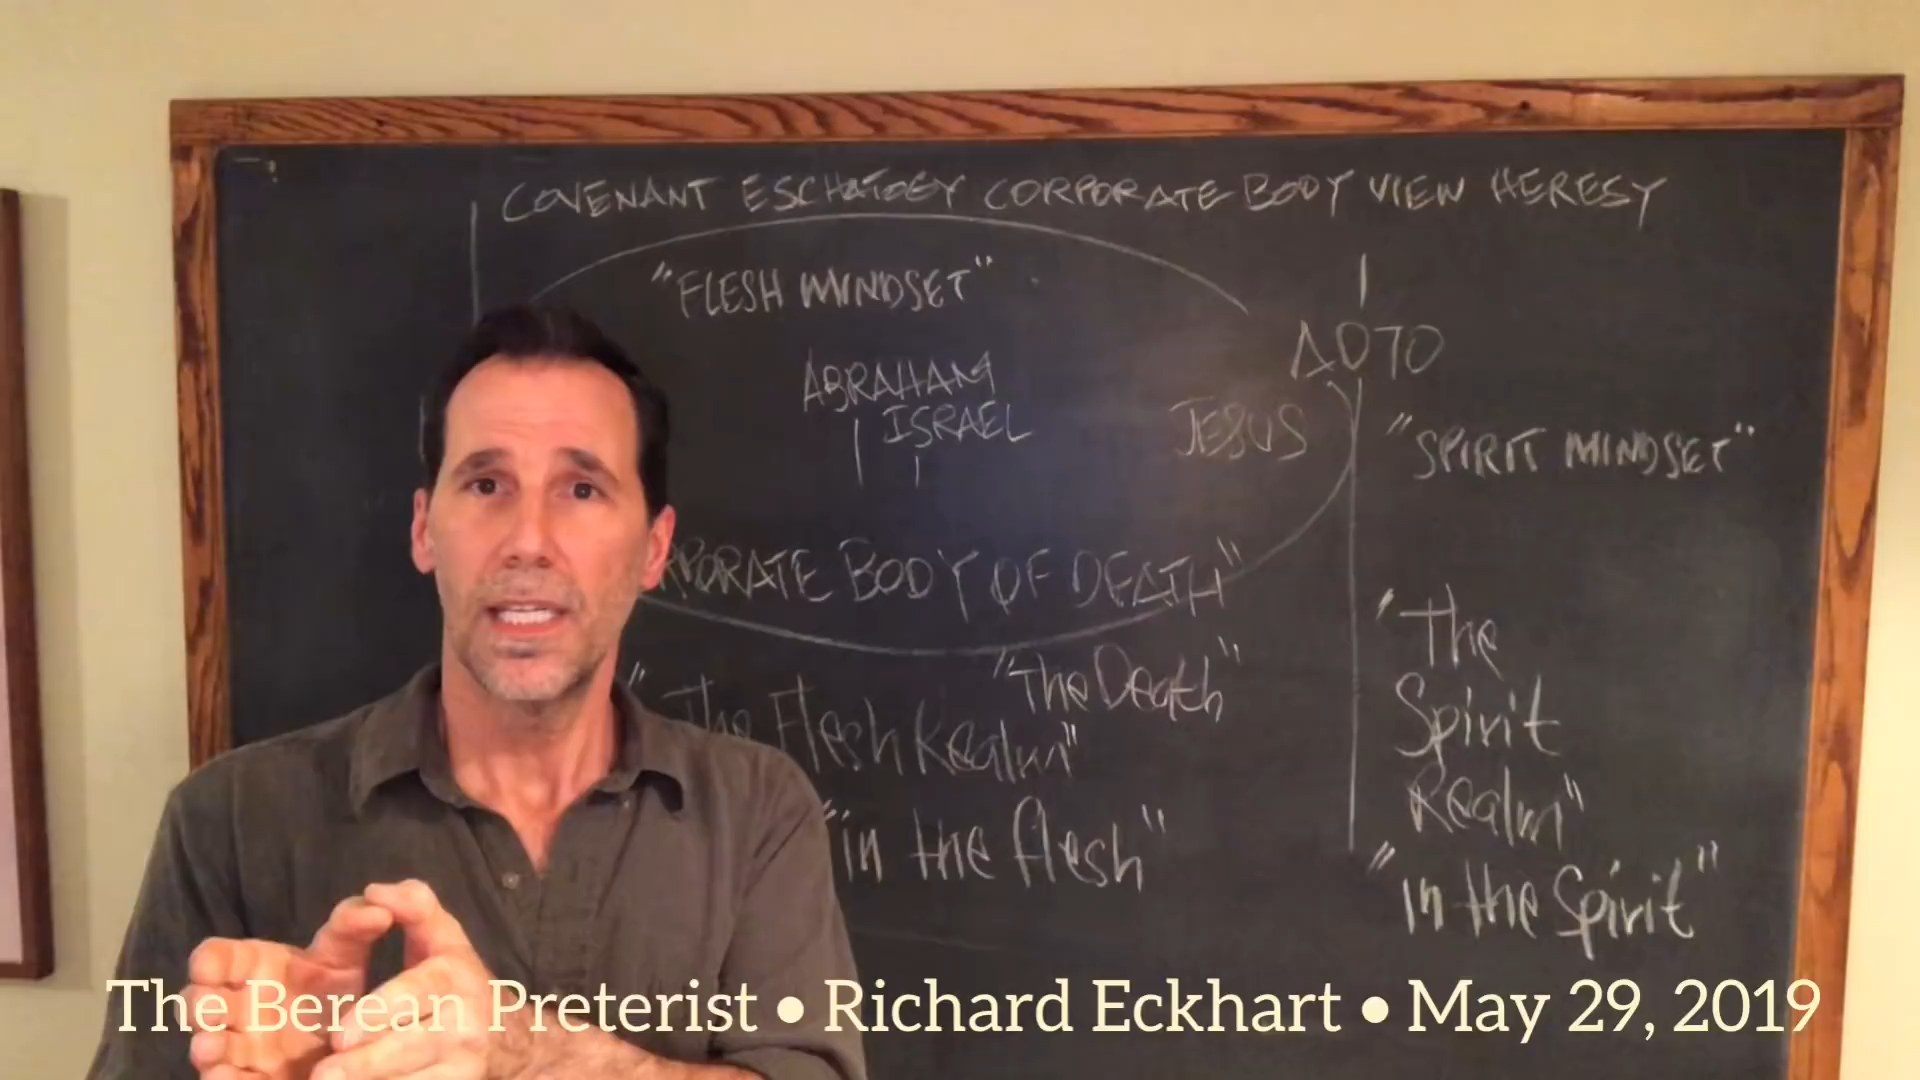 COVENANT ESCHATOLOGY CORPORATE BODY VIEW HERESY
"FLESH MINDSET"
AD70
ABRAHAM
ISRAEL
JESUS
"SPIRIT MINDSET"
RPORATE BODY OF DEATH"
"The Death"
"The Flesh Realm"
"in the flesh"
"The
Spirit
Realm"
"in the Spirit"
The Berean Preterist • Richard Eckhart • May 29, 2019